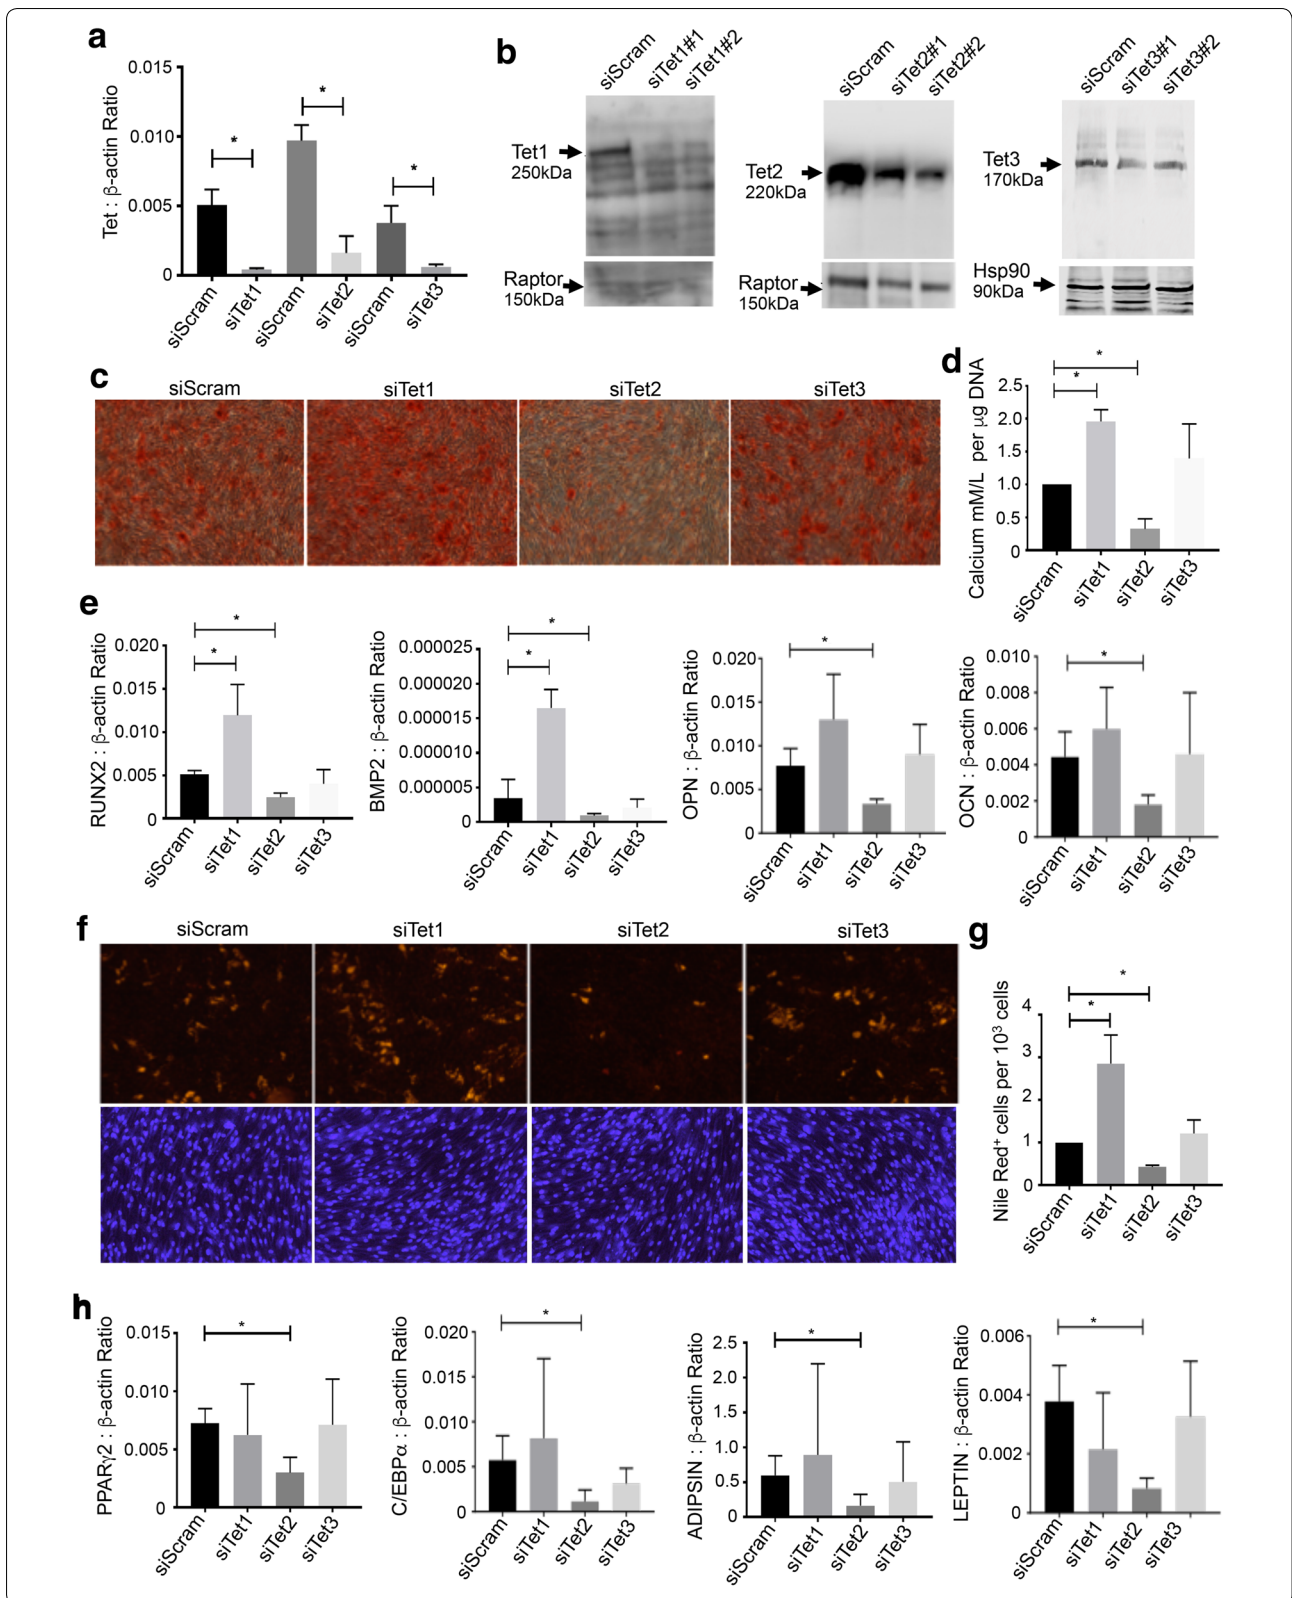 a
0.015
0.010
0.005
0
Tet : β-actin Ratio
*
*
*
siScram
siTet1
siScram
siTet2
siScram
siTet3
b
siScram
siTet1#1
siTet1#2
Tet1
250kDa
Raptor
150kDa
siScram
siTet2#1
siTet2#2
Tet2
220kDa
Raptor
150kDa
siScram
siTet3#1
siTet3#2
Tet3
170kDa
Hsp90
90kDa
c
siScram
siTet1
siTet2
siTet3
d
Calcium mM/L per µg DNA
2.5
2.0
1.5
1.0
0.5
0
*
*
siScram
siTet1
siTet2
siTet3
e
RUNX2 : β-actin Ratio
0.020
0.015
0.010
0.005
0
*
*
siScram
siTet1
siTet2
siTet3
BMP2 : β-actin Ratio
0.000025
0.000020
0.000015
0.000010
0.000005
0
*
*
siScram
siTet1
siTet2
siTet3
OPN : β-actin Ratio
0.020
0.015
0.010
0.005
0
*
siScram
siTet1
siTet2
siTet3
OCN : β-actin Ratio
0.010
0.008
0.006
0.004
0.002
0
*
siScram
siTet1
siTet2
siTet3
f
siScram
siTet1
siTet2
siTet3
g
Nile Red⁺ cells per 10³ cells
4
3
2
1
0
*
*
siScram
siTet1
siTet2
siTet3
h
PPARγ2 : β-actin Ratio
0.015
0.010
0.005
0
*
siScram
siTet1
siTet2
siTet3
C/EBPα : β-actin Ratio
0.020
0.015
0.010
0.005
0
*
siScram
siTet1
siTet2
siTet3
ADIPSIN : β-actin Ratio
2.5
2.0
1.5
1.0
0.5
0
*
siScram
siTet1
siTet2
siTet3
LEPTIN : β-actin Ratio
0.006
0.004
0.002
0
*
siScram
siTet1
siTet2
siTet3